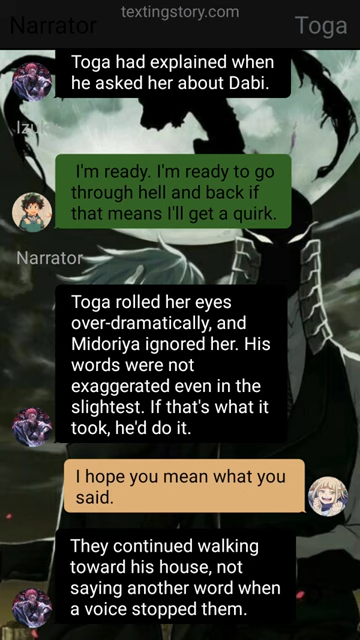 textingstory.com
Narrator
Toga
Toga had explained when
he asked her about Dabi.
Izuk
I'm ready. I'm ready to go
through hell and back if
that means I'll get a quirk.
Narrator
Toga rolled her eyes
over-dramatically, and
Midoriya ignored her. His
words were not
exaggerated even in the
slightest. If that's what it
took, he'd do it.
I hope you mean what you
said.
They continued walking
toward his house, not
saying another word when
a voice stopped them.